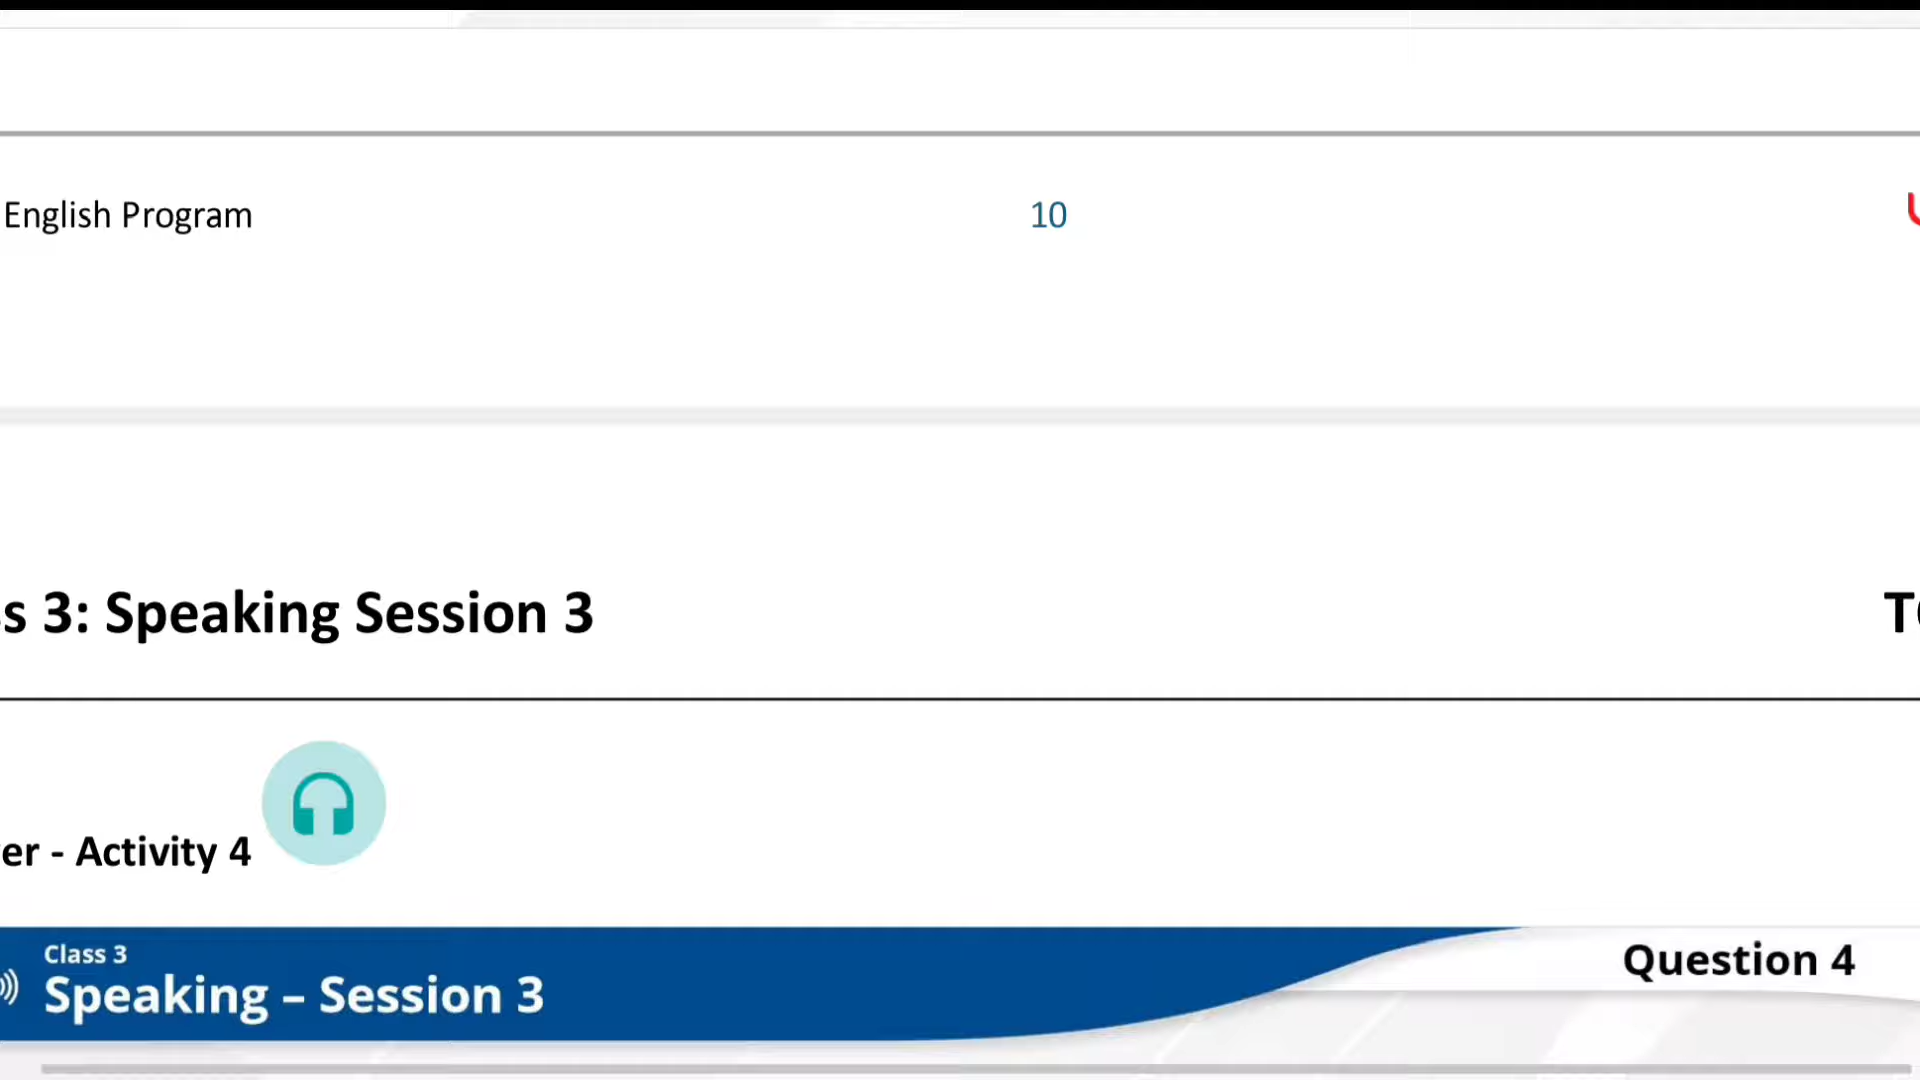 English Program
10
s 3: Speaking Session 3
er - Activity 4
Class 3
Speaking – Session 3
Question 4